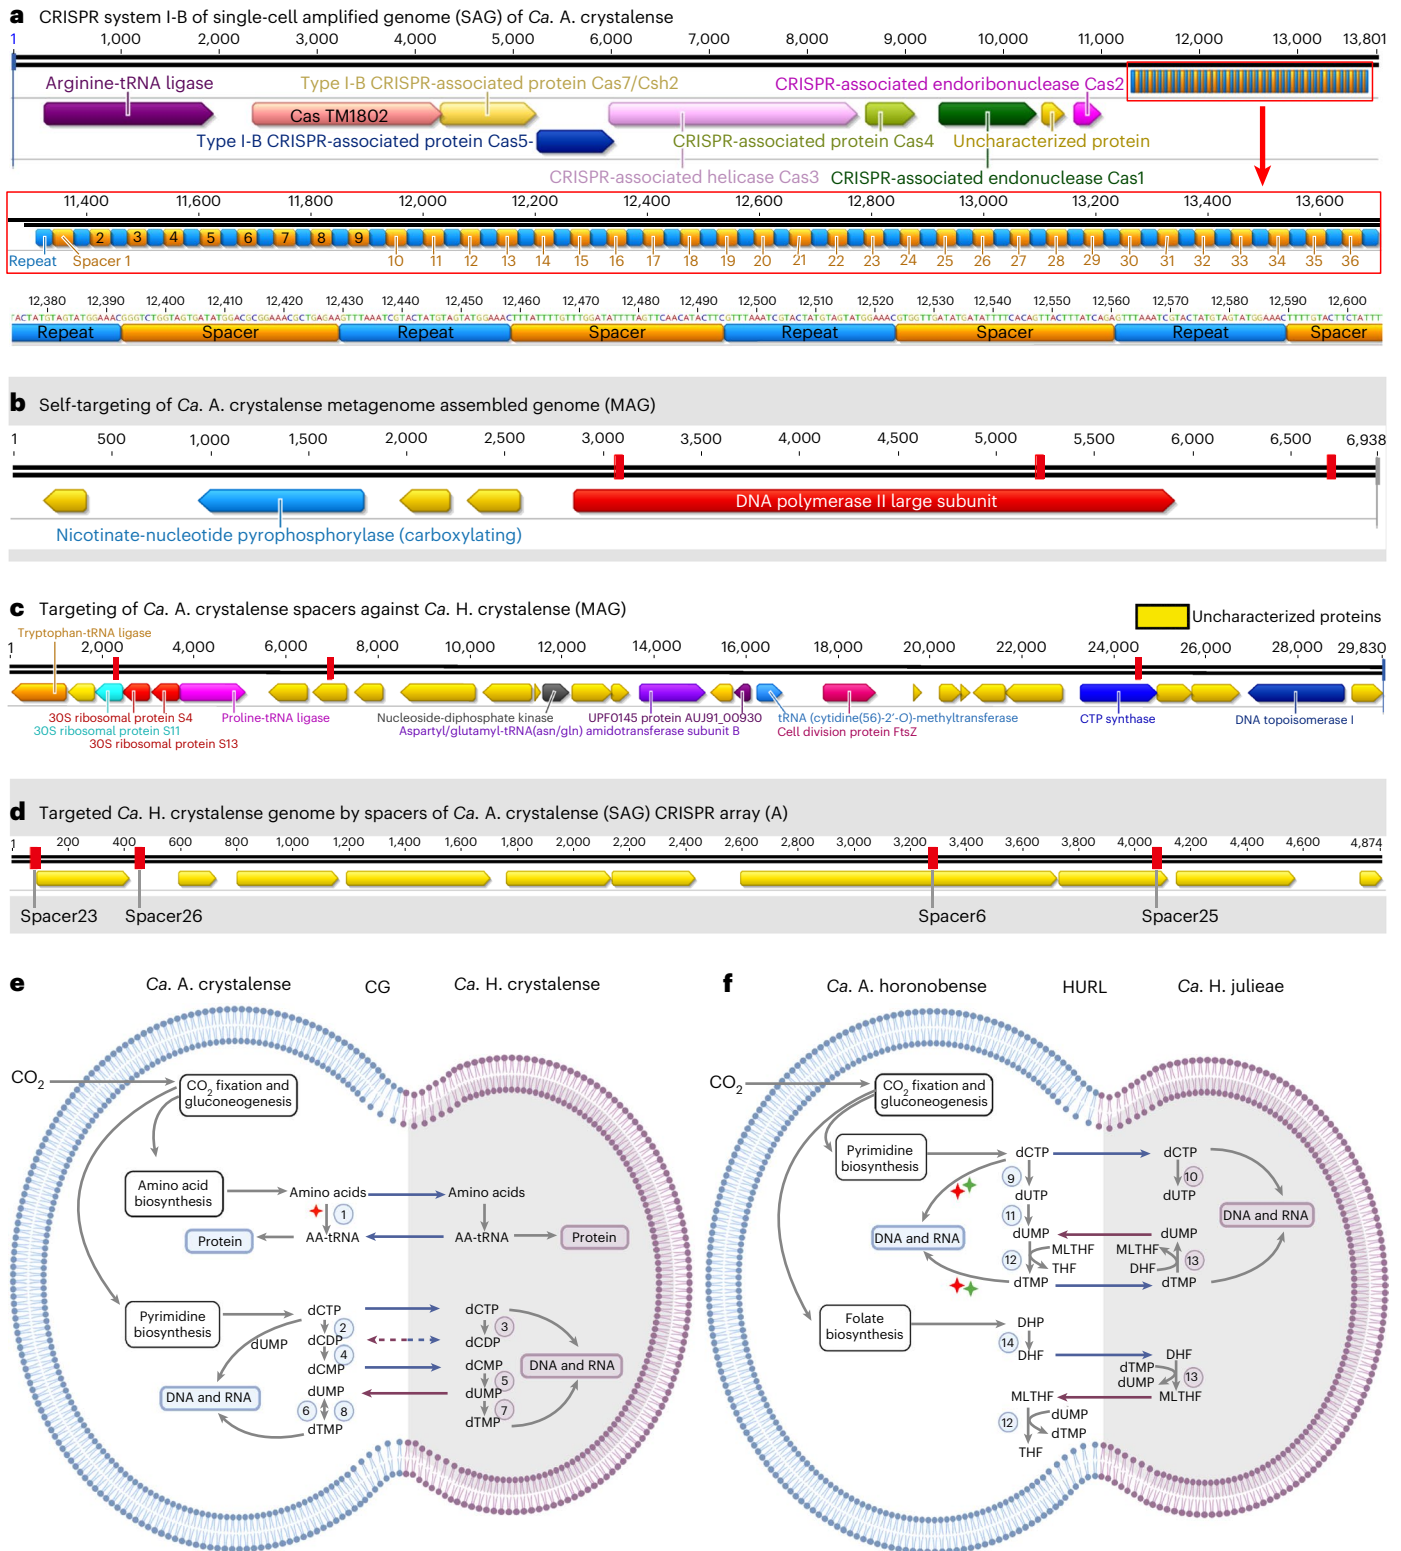 a CRISPR system I-B of single-cell amplified genome (SAG) of Ca. A. crystalense
1 1,000 2,000 3,000 4,000 5,000 6,000 7,000 8,000 9,000 10,000 11,000 12,000 13,000 13,801
Arginine-tRNA ligase Type I-B CRISPR-associated protein Cas7/Csh2 CRISPR-associated endoribonuclease Cas2
Cas TM1802
Type I-B CRISPR-associated protein Cas5 CRISPR-associated protein Cas4 Uncharacterized protein
CRISPR-associated helicase Cas3 CRISPR-associated endonuclease Cas1
11,400 11,600 11,800 12,000 12,200 12,400 12,600 12,800 13,000 13,200 13,400 13,600
2 3 4 5 6 7 8 9
Repeat Spacer 1 10 11 12 13 14 15 16 17 18 19 20 21 22 23 24 25 26 27 28 29 30 31 32 33 34 35 36
12,380 12,390 12,400 12,410 12,420 12,430 12,440 12,450 12,460 12,470 12,480 12,490 12,500 12,510 12,520 12,530 12,540 12,550 12,560 12,570 12,580 12,590 12,600
Repeat Spacer Repeat Spacer Repeat Spacer Repeat Spacer
b Self-targeting of Ca. A. crystalense metagenome assembled genome (MAG)
1 500 1,000 1,500 2,000 2,500 3,000 3,500 4,000 4,500 5,000 5,500 6,000 6,500 6,938
DNA polymerase II large subunit
Nicotinate-nucleotide pyrophosphorylase (carboxylating)
c Targeting of Ca. A. crystalense spacers against Ca. H. crystalense (MAG)
Uncharacterized proteins
Tryptophan-tRNA ligase
1 2,000 4,000 6,000 8,000 10,000 12,000 14,000 16,000 18,000 20,000 22,000 24,000 26,000 28,000 29,830
30S ribosomal protein S4 Proline-tRNA ligase Nucleoside-diphosphate kinase UPF0145 protein AUJ91_00930 tRNA (cytidine(56)-2'-O)-methyltransferase CTP synthase DNA topoisomerase I
30S ribosomal protein S11 Aspartyl/glutamyl-tRNA(asn/gln) amidotransferase subunit B Cell division protein FtsZ
30S ribosomal protein S13
d Targeted Ca. H. crystalense genome by spacers of Ca. A. crystalense (SAG) CRISPR array (A)
1 200 400 600 800 1,000 1,200 1,400 1,600 1,800 2,000 2,200 2,400 2,600 2,800 3,000 3,200 3,400 3,600 3,800 4,000 4,200 4,400 4,600 4,874
Spacer23 Spacer26 Spacer6 Spacer25
e Ca. A. crystalense CG Ca. H. crystalense
CO2
CO2 fixation and
gluconeogenesis
Amino acid
biosynthesis
Amino acids Amino acids
1
Protein AA-tRNA AA-tRNA Protein
Pyrimidine
biosynthesis
dCTP dCTP
2 3
dUMP dCDP dCDP
4
dCMP dCMP
DNA and RNA
5
DNA and RNA
dUMP dUMP
6 8 7
dTMP dTMP
f Ca. A. horonobense HURL Ca. H. julieae
CO2
CO2 fixation and
gluconeogenesis
Pyrimidine
biosynthesis
dCTP dCTP
9 10
dUTP dUTP
11
DNA and RNA
DNA and RNA
dUMP dUMP
MLTHF MLTHF
12 13
THF DHF
dTMP dTMP
Folate
biosynthesis
DHP
14
DHF DHF
dTMP
dUMP
13
MLTHF MLTHF
12
dUMP
dTMP
THF